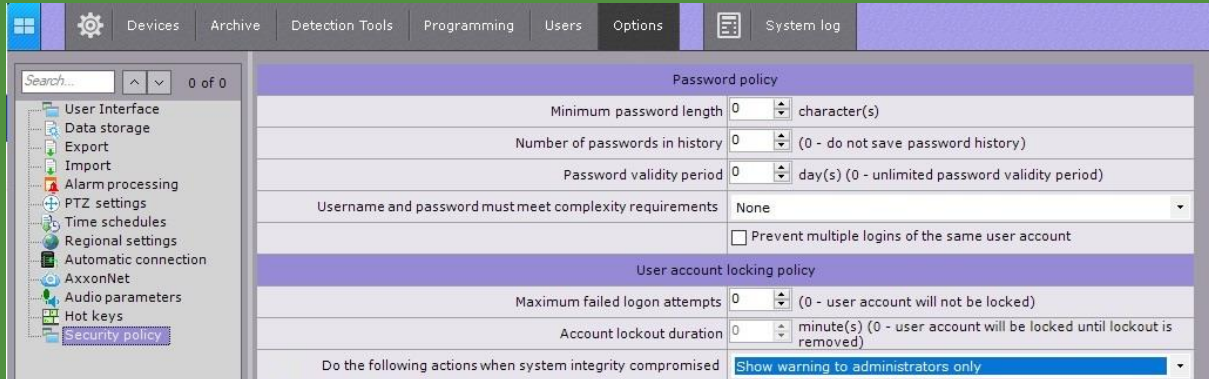 Devices Archive Detection Tools Programming Users Options System log
Search... 0 of 0
User Interface
Data storage
Export
Import
Alarm processing
PTZ settings
Time schedules
Regional settings
Automatic connection
AxxonNet
Audio parameters
Hot keys
Security policy
Password policy
Minimum password length 0 character(s)
Number of passwords in history 0 (0 - do not save password history)
Password validity period 0 day(s) (0 - unlimited password validity period)
Username and password must meet complexity requirements None
Prevent multiple logins of the same user account
User account locking policy
Maximum failed logon attempts 0 (0 - user account will not be locked)
Account lockout duration 0 minute(s) (0 - user account will be locked until lockout is
removed)
Do the following actions when system integrity compromised Show warning to administrators only